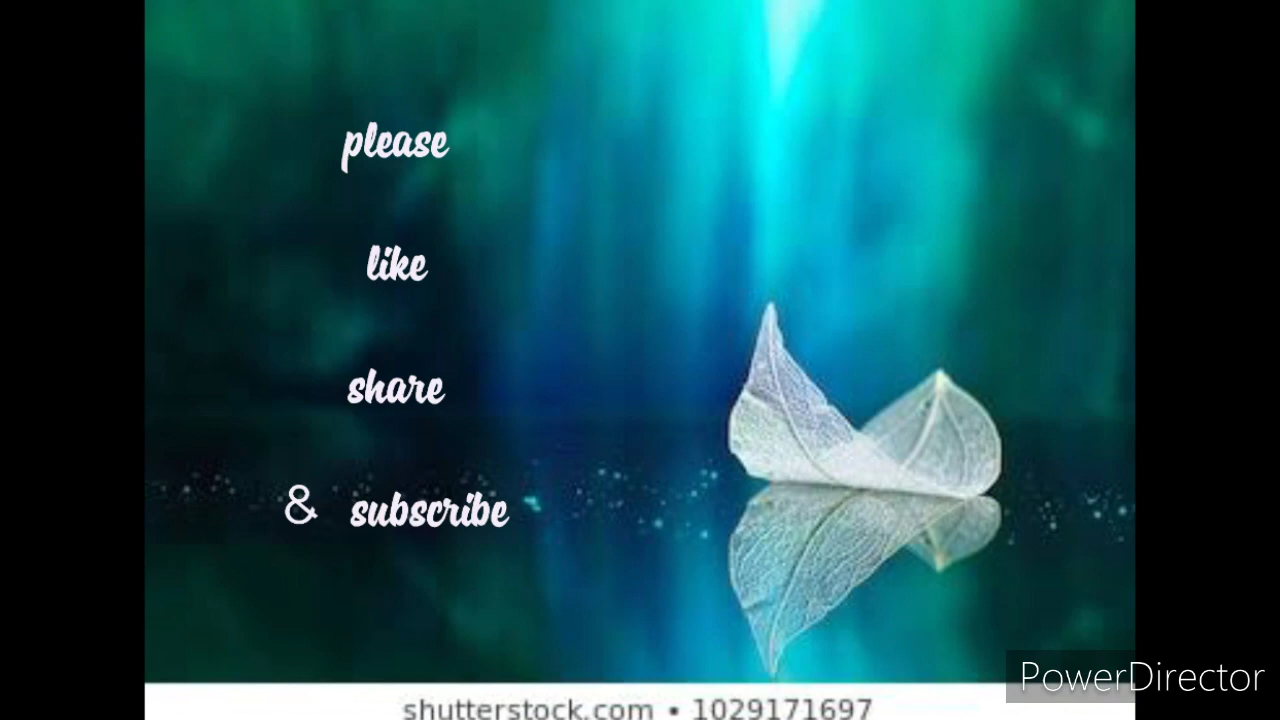 please
like
share
& subscribe
PowerDirector
shutterstock.com • 1029171697